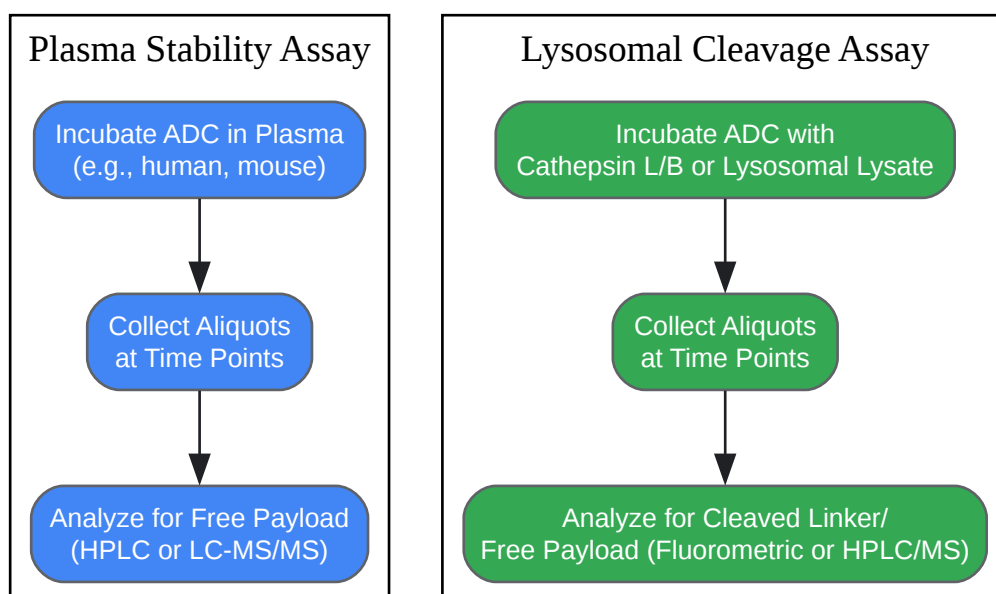 Plasma Stability Assay
Incubate ADC in Plasma
(e.g., human, mouse)
Collect Aliquots
at Time Points
Analyze for Free Payload
(HPLC or LC-MS/MS)
Lysosomal Cleavage Assay
Incubate ADC with
Cathepsin L/B or Lysosomal Lysate
Collect Aliquots
at Time Points
Analyze for Cleaved Linker/
Free Payload (Fluorometric or HPLC/MS)